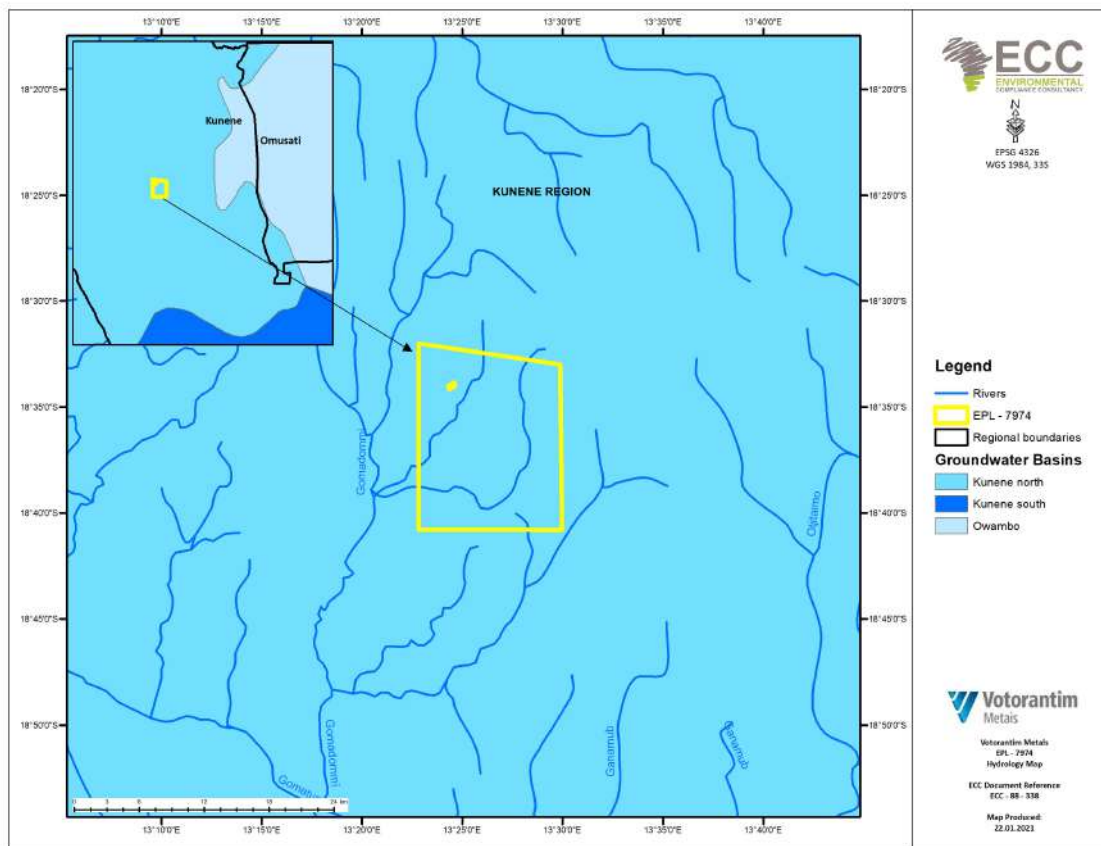 13°10'0"E 13°15'0"E 13°20'0"E 13°25'0"E 13°30'0"E 13°35'0"E 13°40'0"E
18°20'0"S
18°25'0"S
18°30'0"S
18°35'0"S
18°40'0"S
18°45'0"S
18°50'0"S
Kunene
Omusati
KUNENE REGION
Gomadommi
Otjitaimo
Gomadommi
Ganamub
Ganamub
0 3 6 12 18 24 km
18°20'0"S
18°25'0"S
18°30'0"S
18°35'0"S
18°40'0"S
18°45'0"S
18°50'0"S
13°10'0"E 13°15'0"E 13°20'0"E 13°25'0"E 13°30'0"E 13°35'0"E 13°40'0"E
ECC
ENVIRONMENTAL
COMPLIANCE CONSULTANCY
N
EPSG 4326
WGS 1984, 33S
Legend
Rivers
EPL - 7974
Regional boundaries
Groundwater Basins
Kunene north
Kunene south
Owambo
Votorantim
Metais
Votorantim Metals
EPL - 7974
Hydrology Map
ECC Document Reference
ECC - 88 - 338
Map Produced:
22.01.2021